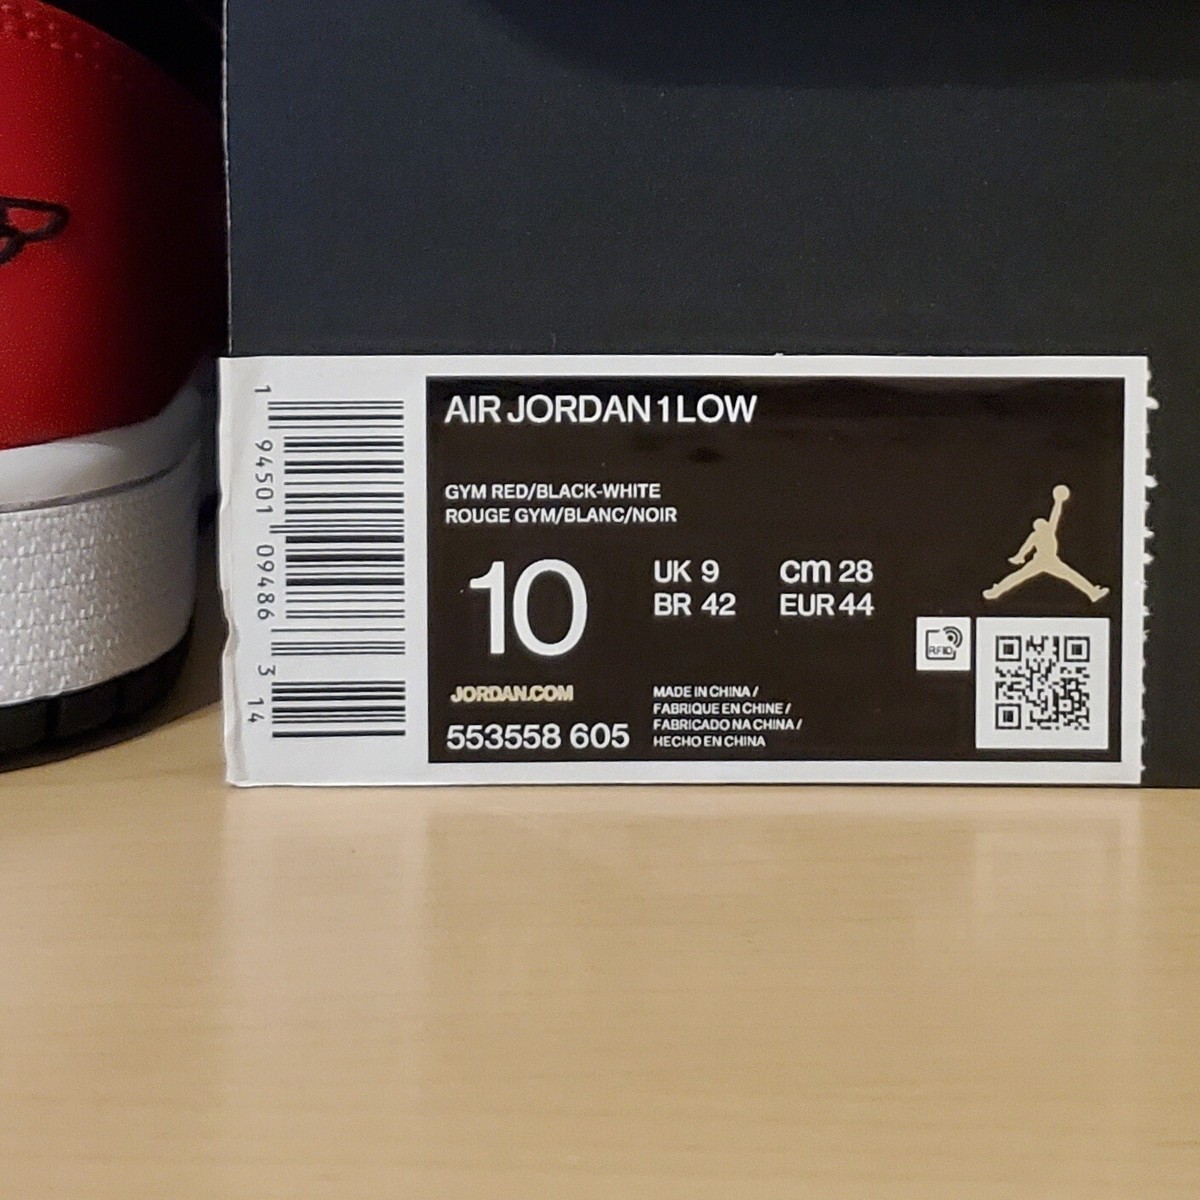 AIR JORDAN 1 LOW
GYM RED/BLACK-WHITE
ROUGE GYM/BLANC/NOIR
10
UK 9 cm 28
BR 42 EUR 44
JORDAN.COM
553558 605
MADE IN CHINA /
FABRIQUE EN CHINE /
FABRICADO NA CHINA /
HECHO EN CHINA
RFID
1 94501 09486 3 14